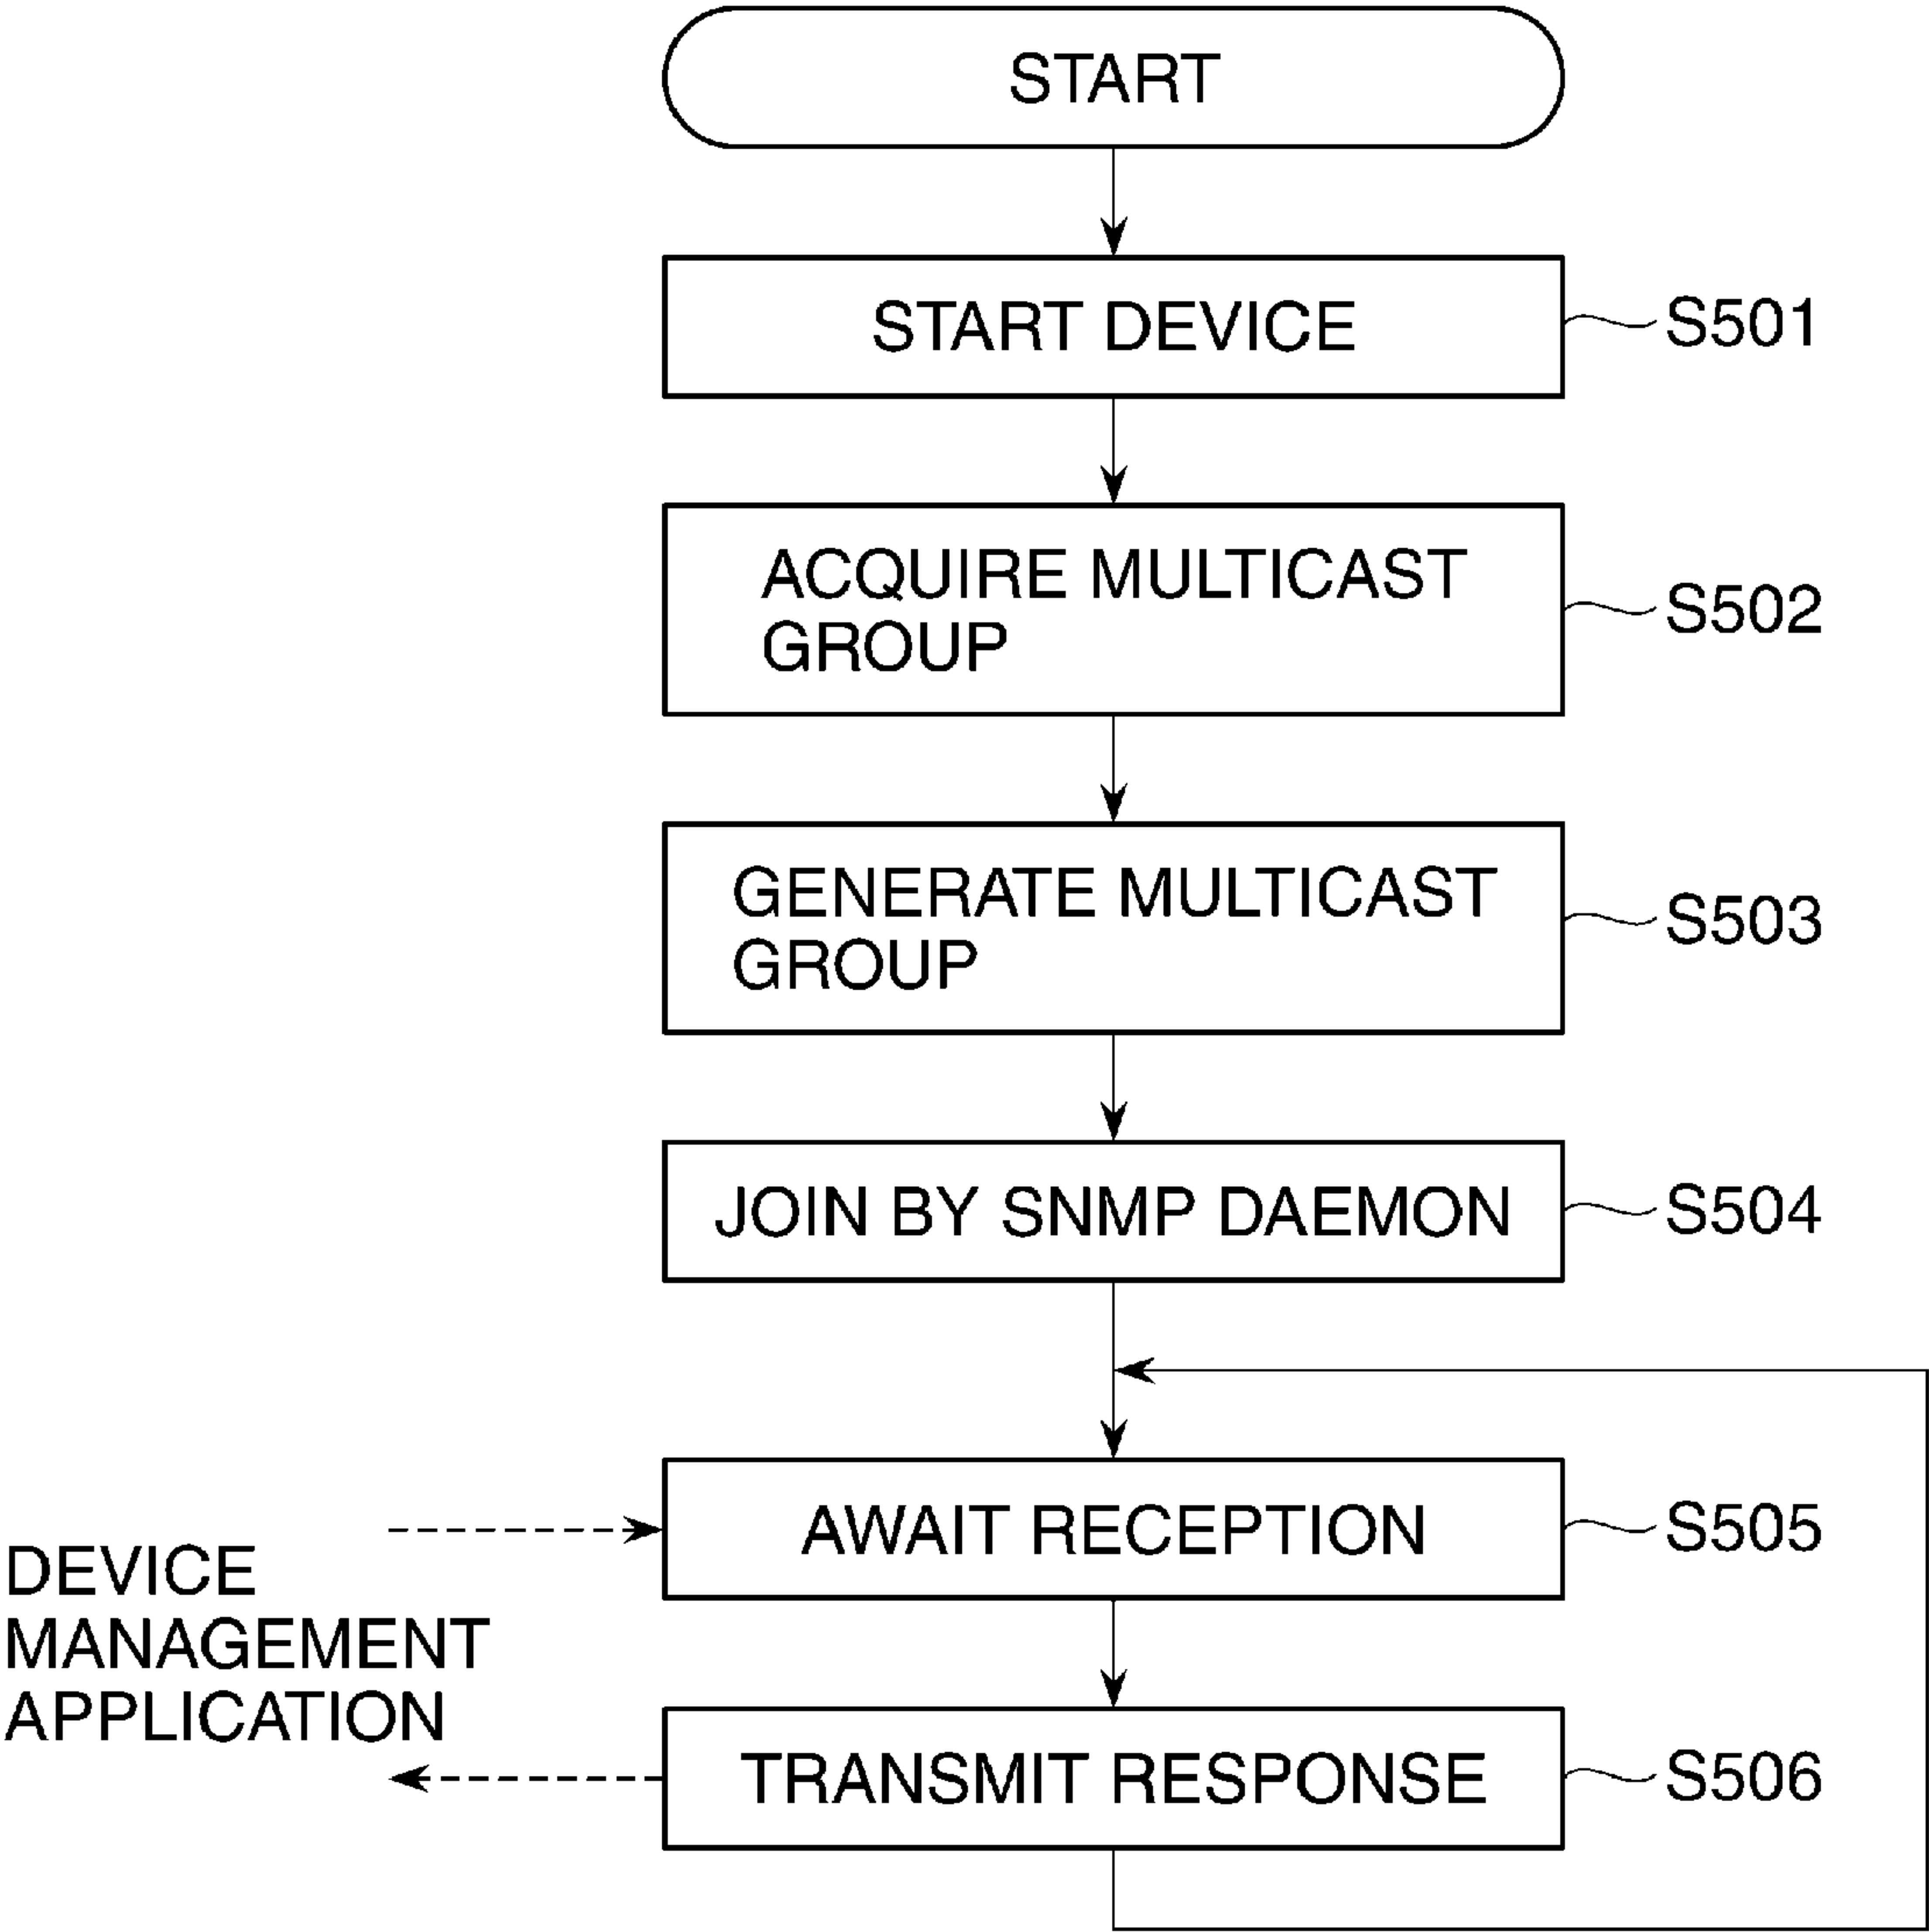 START
START DEVICE
S501
ACQUIRE MULTICAST
GROUP
S502
GENERATE MULTICAST
GROUP
S503
JOIN BY SNMP DAEMON
S504
AWAIT RECEPTION
S505
DEVICE
MANAGEMENT
APPLICATION
TRANSMIT RESPONSE
S506